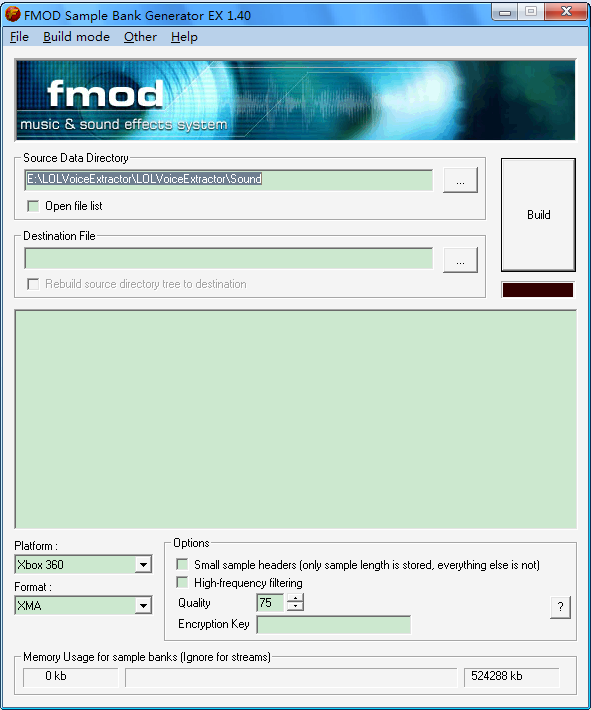 FMOD Sample Bank Generator EX 1.40
File Build mode Other Help
fmod
music & sound effects system
Source Data Directory
E:\LOLVoiceExtractor\LOLVoiceExtractor\Sound
...
Open file list
Build
Destination File
...
Rebuild source directory tree to destination
Platform :
Xbox 360
Format :
XMA
Options
Small sample headers (only sample length is stored, everything else is not)
High-frequency filtering
Quality 75
?
Encryption Key
Memory Usage for sample banks (Ignore for streams)
0 kb 524288 kb